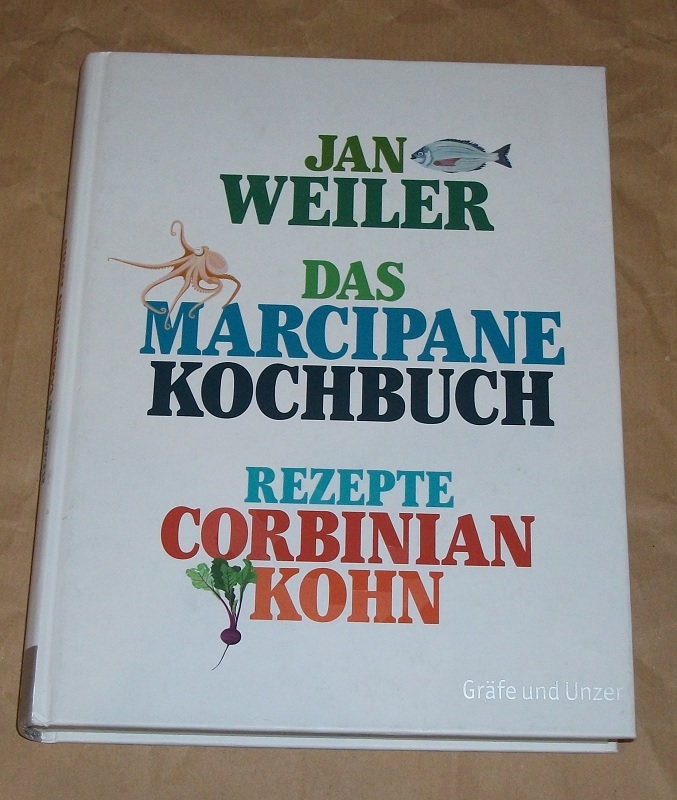 JAN
WEILER
DAS
MARCIPANE
KOCHBUCH
REZEPTE
CORBINIAN
KOHN
Gräfe und Unzer